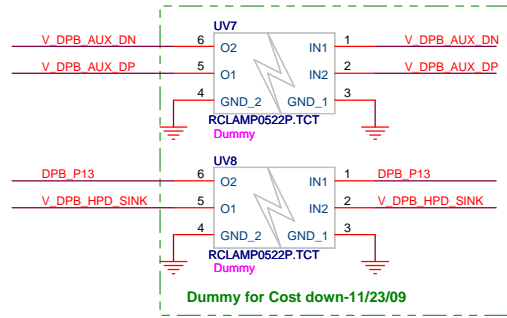 UV7
V_DPB_AUX_DN 6 O2 IN1 1 V_DPB_AUX_DN
V_DPB_AUX_DP 5 O1 IN2 2 V_DPB_AUX_DP
4 GND_2 GND_1 3
RCLAMP0522P.TCT
Dummy
UV8
DPB_P13 6 O2 IN1 1 DPB_P13
V_DPB_HPD_SINK 5 O1 IN2 2 V_DPB_HPD_SINK
4 GND_2 GND_1 3
RCLAMP0522P.TCT
Dummy
Dummy for Cost down-11/23/09